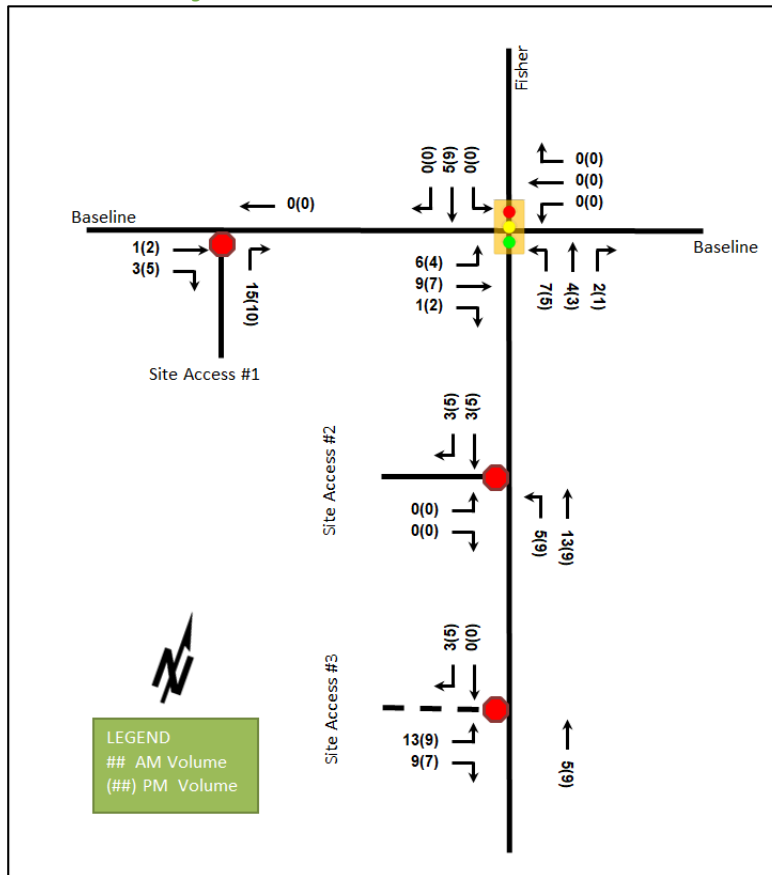 Fisher
0(0)
5(9)
0(0)
0(0)
0(0)
0(0)
0(0)
Baseline
Baseline
1(2)
3(5)
15(10)
6(4)
9(7)
1(2)
7(5)
4(3)
2(1)
Site Access #1
3(5)
3(5)
Site Access #2
0(0)
0(0)
5(9)
13(9)
3(5)
0(0)
Site Access #3
13(9)
9(7)
5(9)
N
LEGEND
## AM Volume
(##) PM Volume